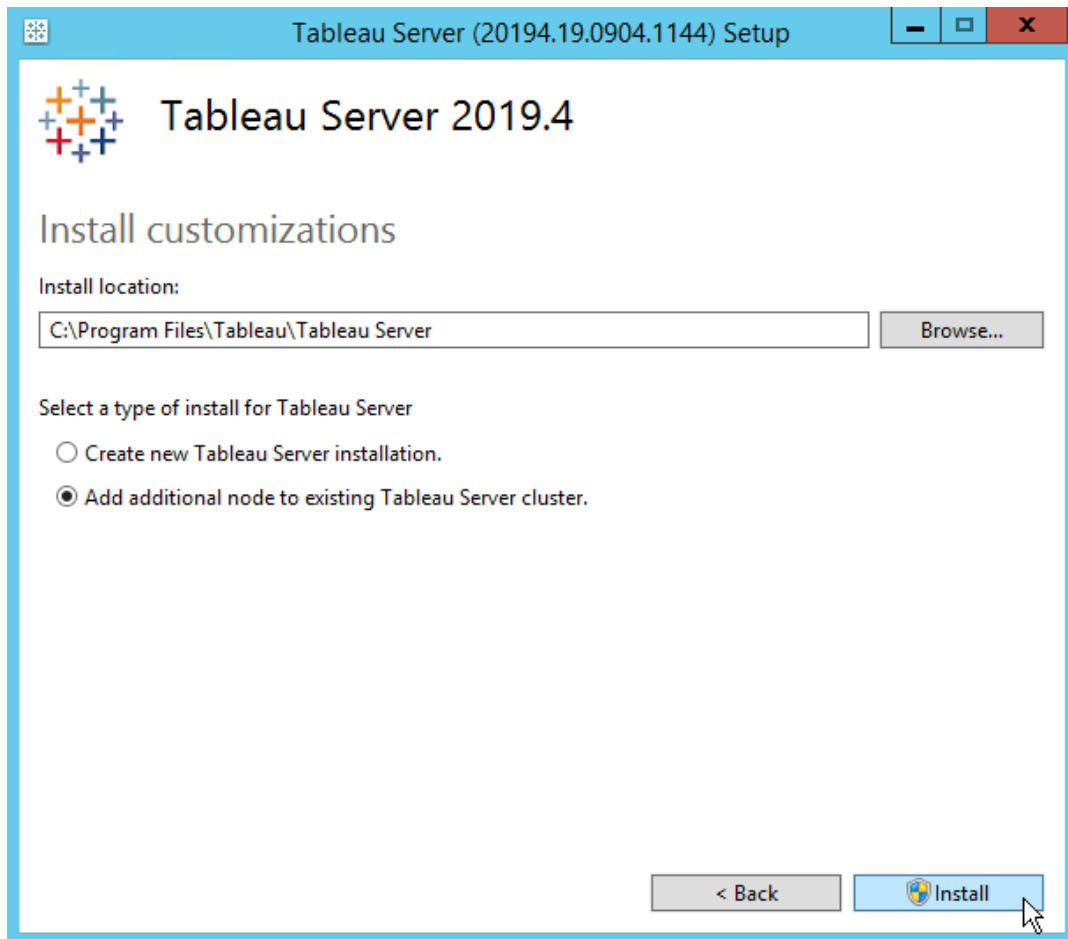 Tableau Server (20194.19.0904.1144) Setup
x
Tableau Server 2019.4
Install customizations
Install location:
C:\Program Files\Tableau\Tableau Server
Browse...
Select a type of install for Tableau Server
Create new Tableau Server installation.
Add additional node to existing Tableau Server cluster.
< Back
Install